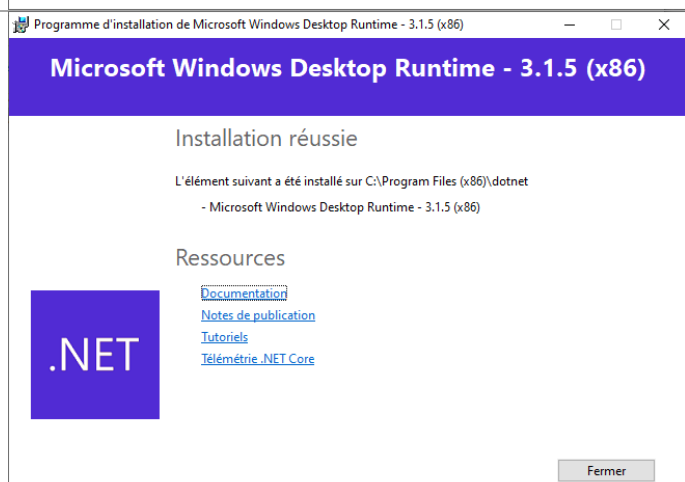 Programme d'installation de Microsoft Windows Desktop Runtime - 3.1.5 (x86)
Microsoft Windows Desktop Runtime - 3.1.5 (x86)
Installation réussie
L'élément suivant a été installé sur C:\Program Files (x86)\dotnet
- Microsoft Windows Desktop Runtime - 3.1.5 (x86)
Ressources
Documentation
Notes de publication
Tutoriels
Télémétrie .NET Core
.NET
Fermer